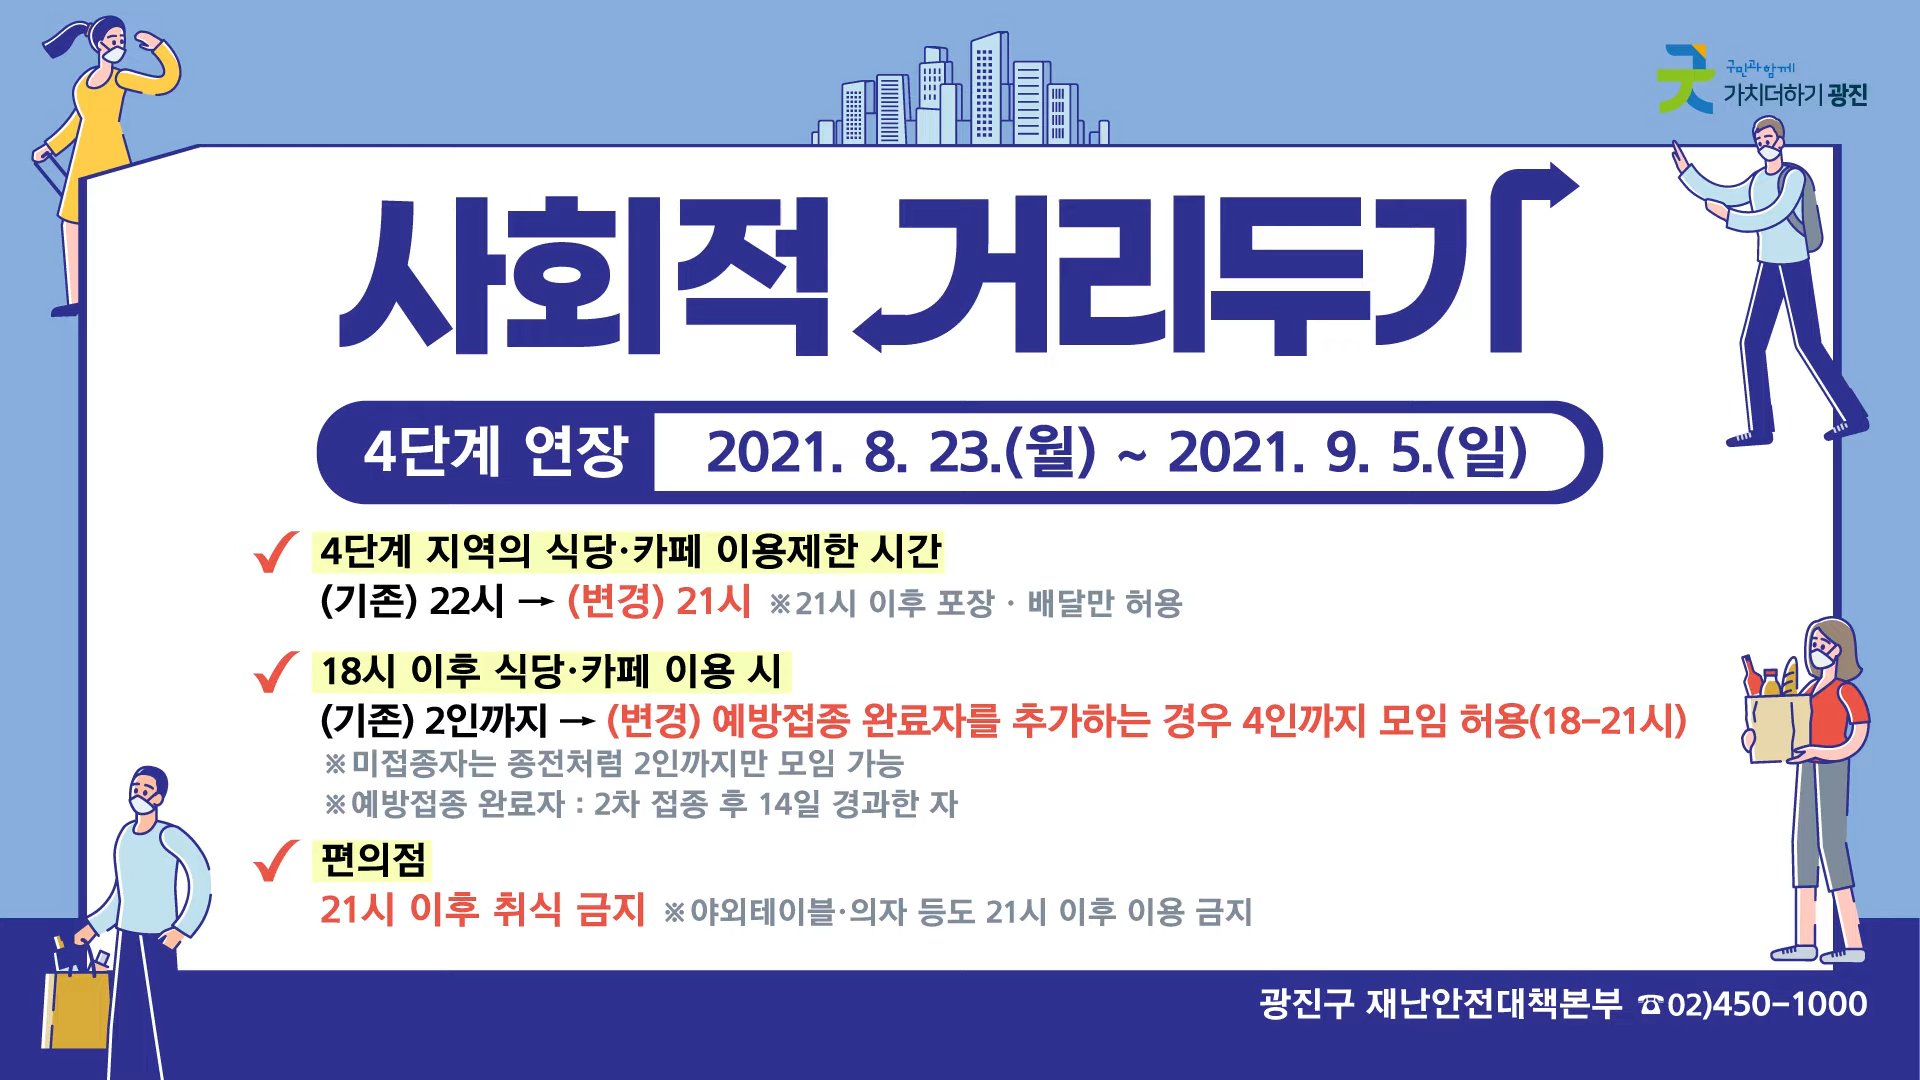 구민과 함께
가치더하기 광진
사회적 거리두기
4단계 연장 2021. 8. 23.(월) ~ 2021. 9. 5.(일)
4단계 지역의 식당·카페 이용제한 시간
(기존) 22시 → (변경) 21시 ※21시 이후 포장 · 배달만 허용
18시 이후 식당·카페 이용 시
(기존) 2인까지 → (변경) 예방접종 완료자를 추가하는 경우 4인까지 모임 허용(18-21시)
※미접종자는 종전처럼 2인까지만 모임 가능
※예방접종 완료자 : 2차 접종 후 14일 경과한 자
편의점
21시 이후 취식 금지 ※야외테이블·의자 등도 21시 이후 이용 금지
광진구 재난안전대책본부 ☎02)450-1000